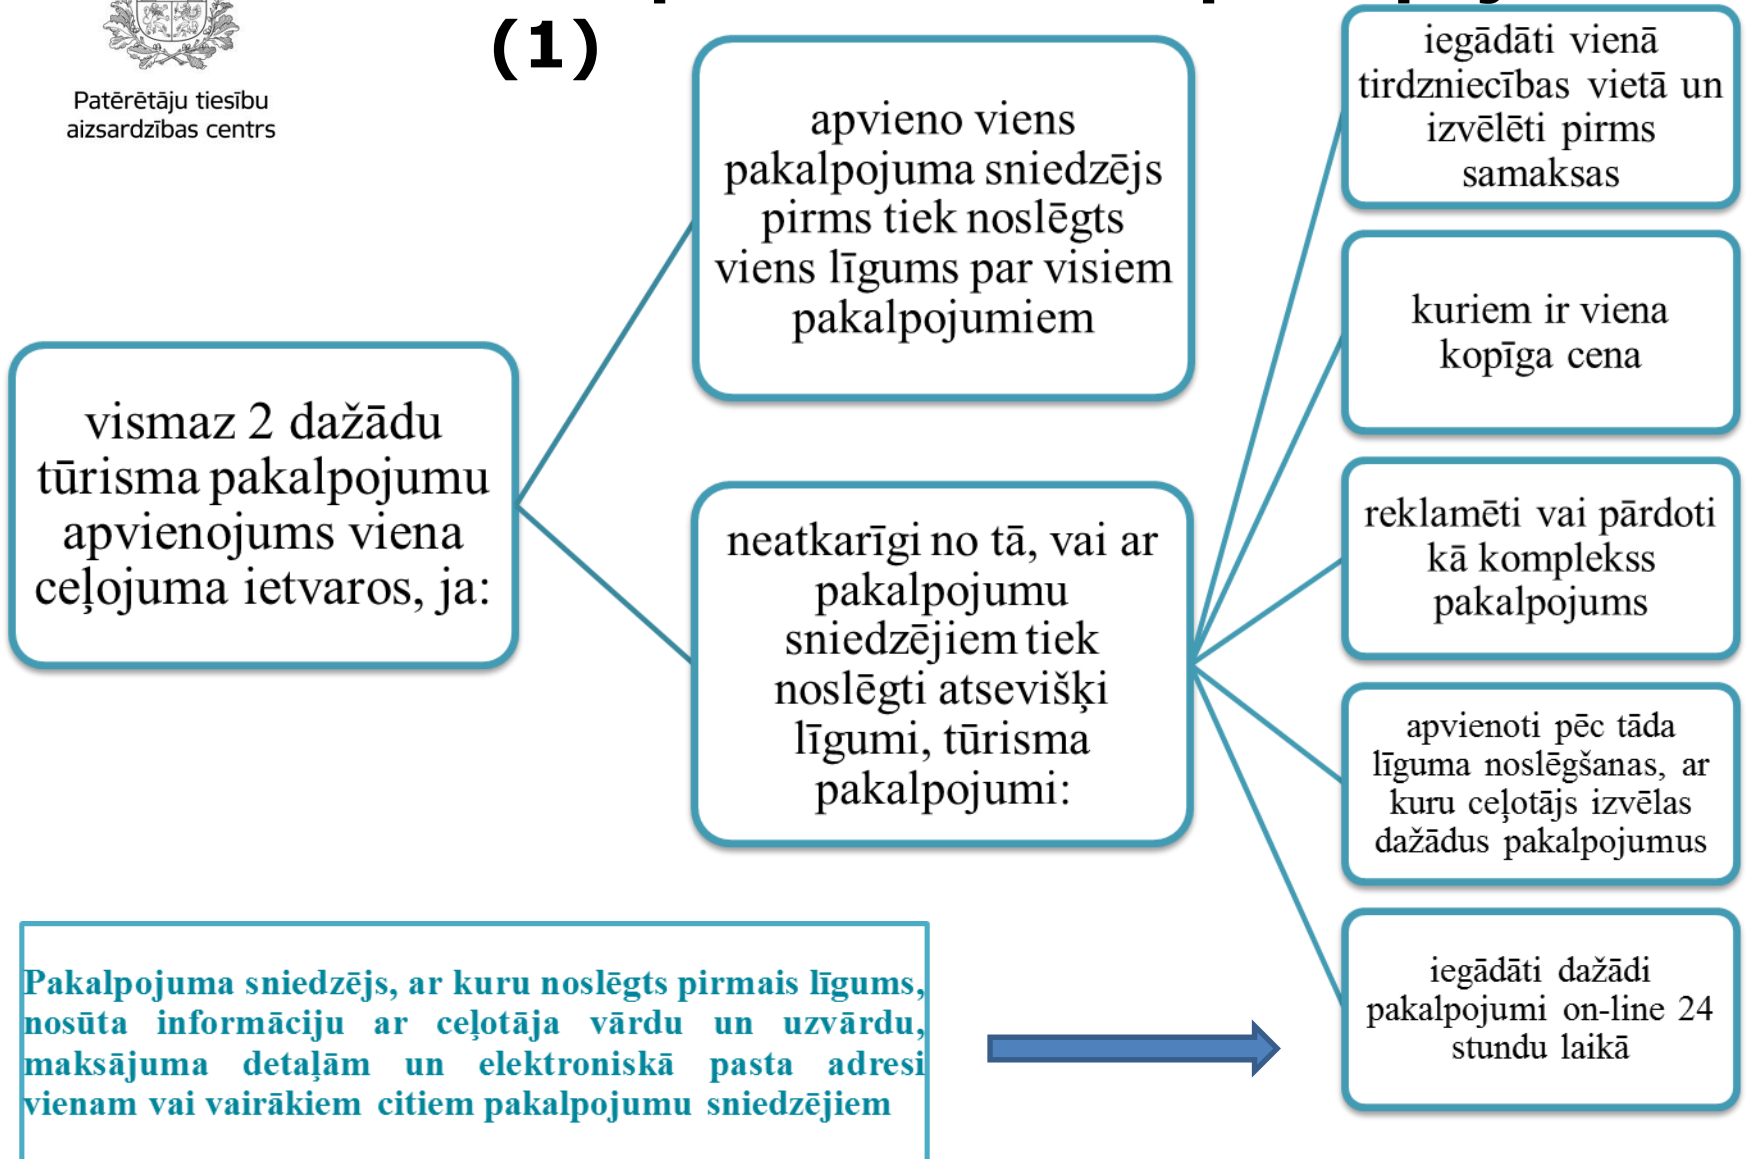 (1)
Patērētāju tiesību
aizsardzības centrs
vismaz 2 dažādu
tūrisma pakalpojumu
apvienojums viena
ceļojuma ietvaros, ja:
apvieno viens
pakalpojuma sniedzējs
pirms tiek noslēgts
viens līgums par visiem
pakalpojumiem
neatkarīgi no tā, vai ar
pakalpojumu
sniedzējiem tiek
noslēgti atsevišķi
līgumi, tūrisma
pakalpojumi:
iegādāti vienā
tirdzniecības vietā un
izvēlēti pirms
samaksas
kuriem ir viena
kopīga cena
reklamēti vai pārdoti
kā komplekss
pakalpojums
apvienoti pēc tāda
līguma noslēgšanas, ar
kuru ceļotājs izvēlas
dažādus pakalpojumus
iegādāti dažādi
pakalpojumi on-line 24
stundu laikā
Pakalpojuma sniedzējs, ar kuru noslēgts pirmais līgums,
nosūta informāciju ar ceļotāja vārdu un uzvārdu,
maksājuma detaļām un elektroniskā pasta adresi
vienam vai vairākiem citiem pakalpojumu sniedzējiem